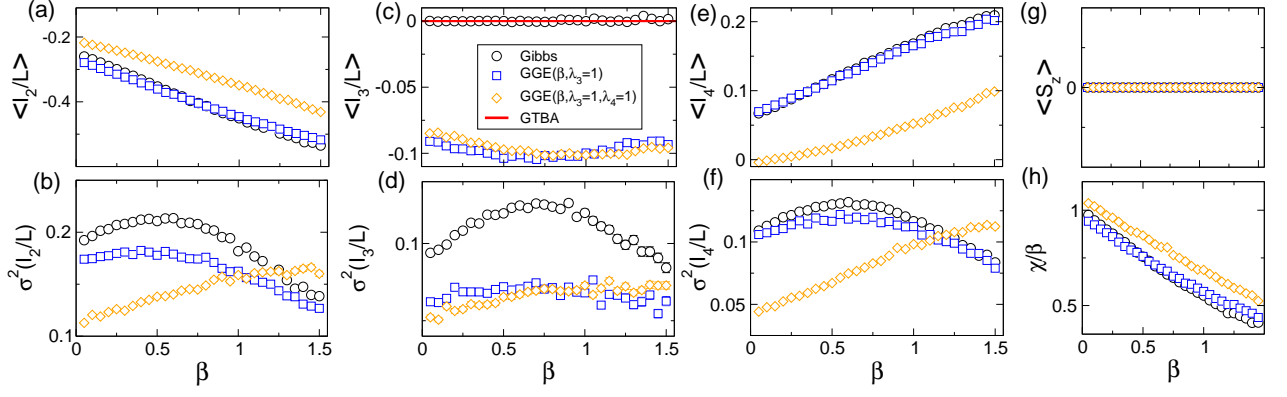 (a)
<I₂/L>
-0.2
-0.4
(b)
σ²(I₂/L)
0.2
0.1
0
0.5
1
1.5
β
(c)
<I₃/L>
0
-0.05
-0.1
Gibbs
GGE(β,λ₃=1)
GGE(β,λ₃=1,λ₄=1)
GTBA
(d)
σ²(I₃/L)
0.1
0
0.5
1
1.5
β
(e)
<I₄/L>
0.2
0.1
0
(f)
σ²(I₄/L)
0.1
0.05
0
0.5
1
1.5
β
(g)
<S_z>
0
(h)
χ/β
1
0.5
0
0.5
1
β